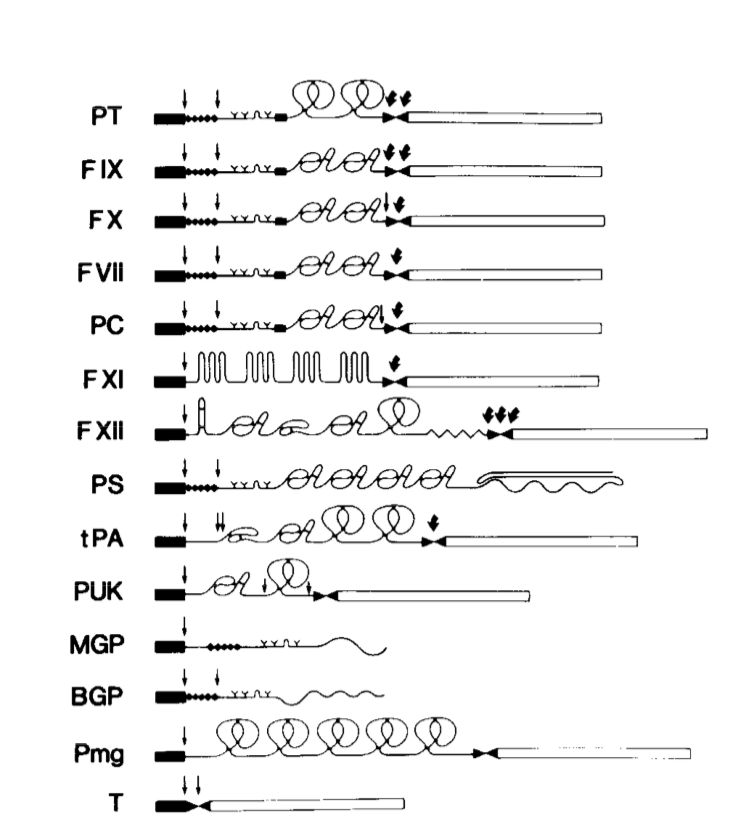 PT
FIX
FX
FVII
PC
FXI
FXII
PS
tPA
PUK
MGP
BGP
Pmg
T